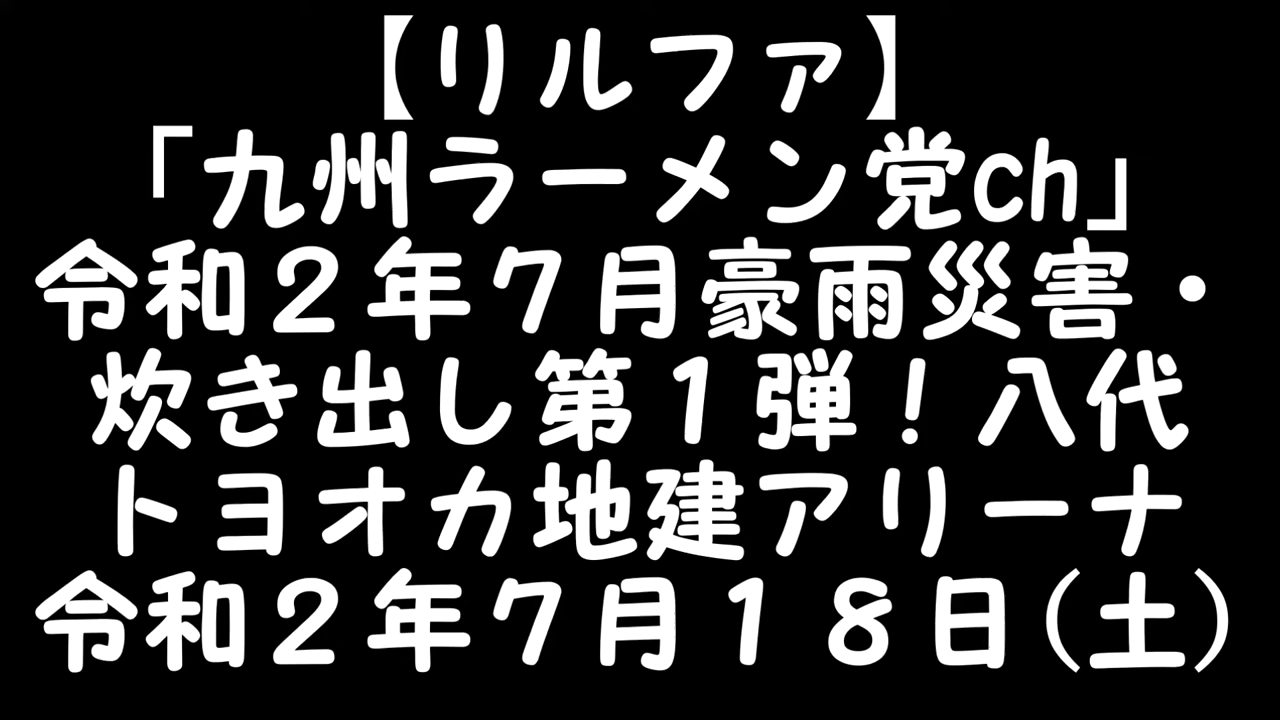 【リルファ】
「九州ラーメン党ch」
令和２年７月豪雨災害・
炊き出し第１弾！八代
トヨオカ地建アリーナ
令和２年７月１８日(土)